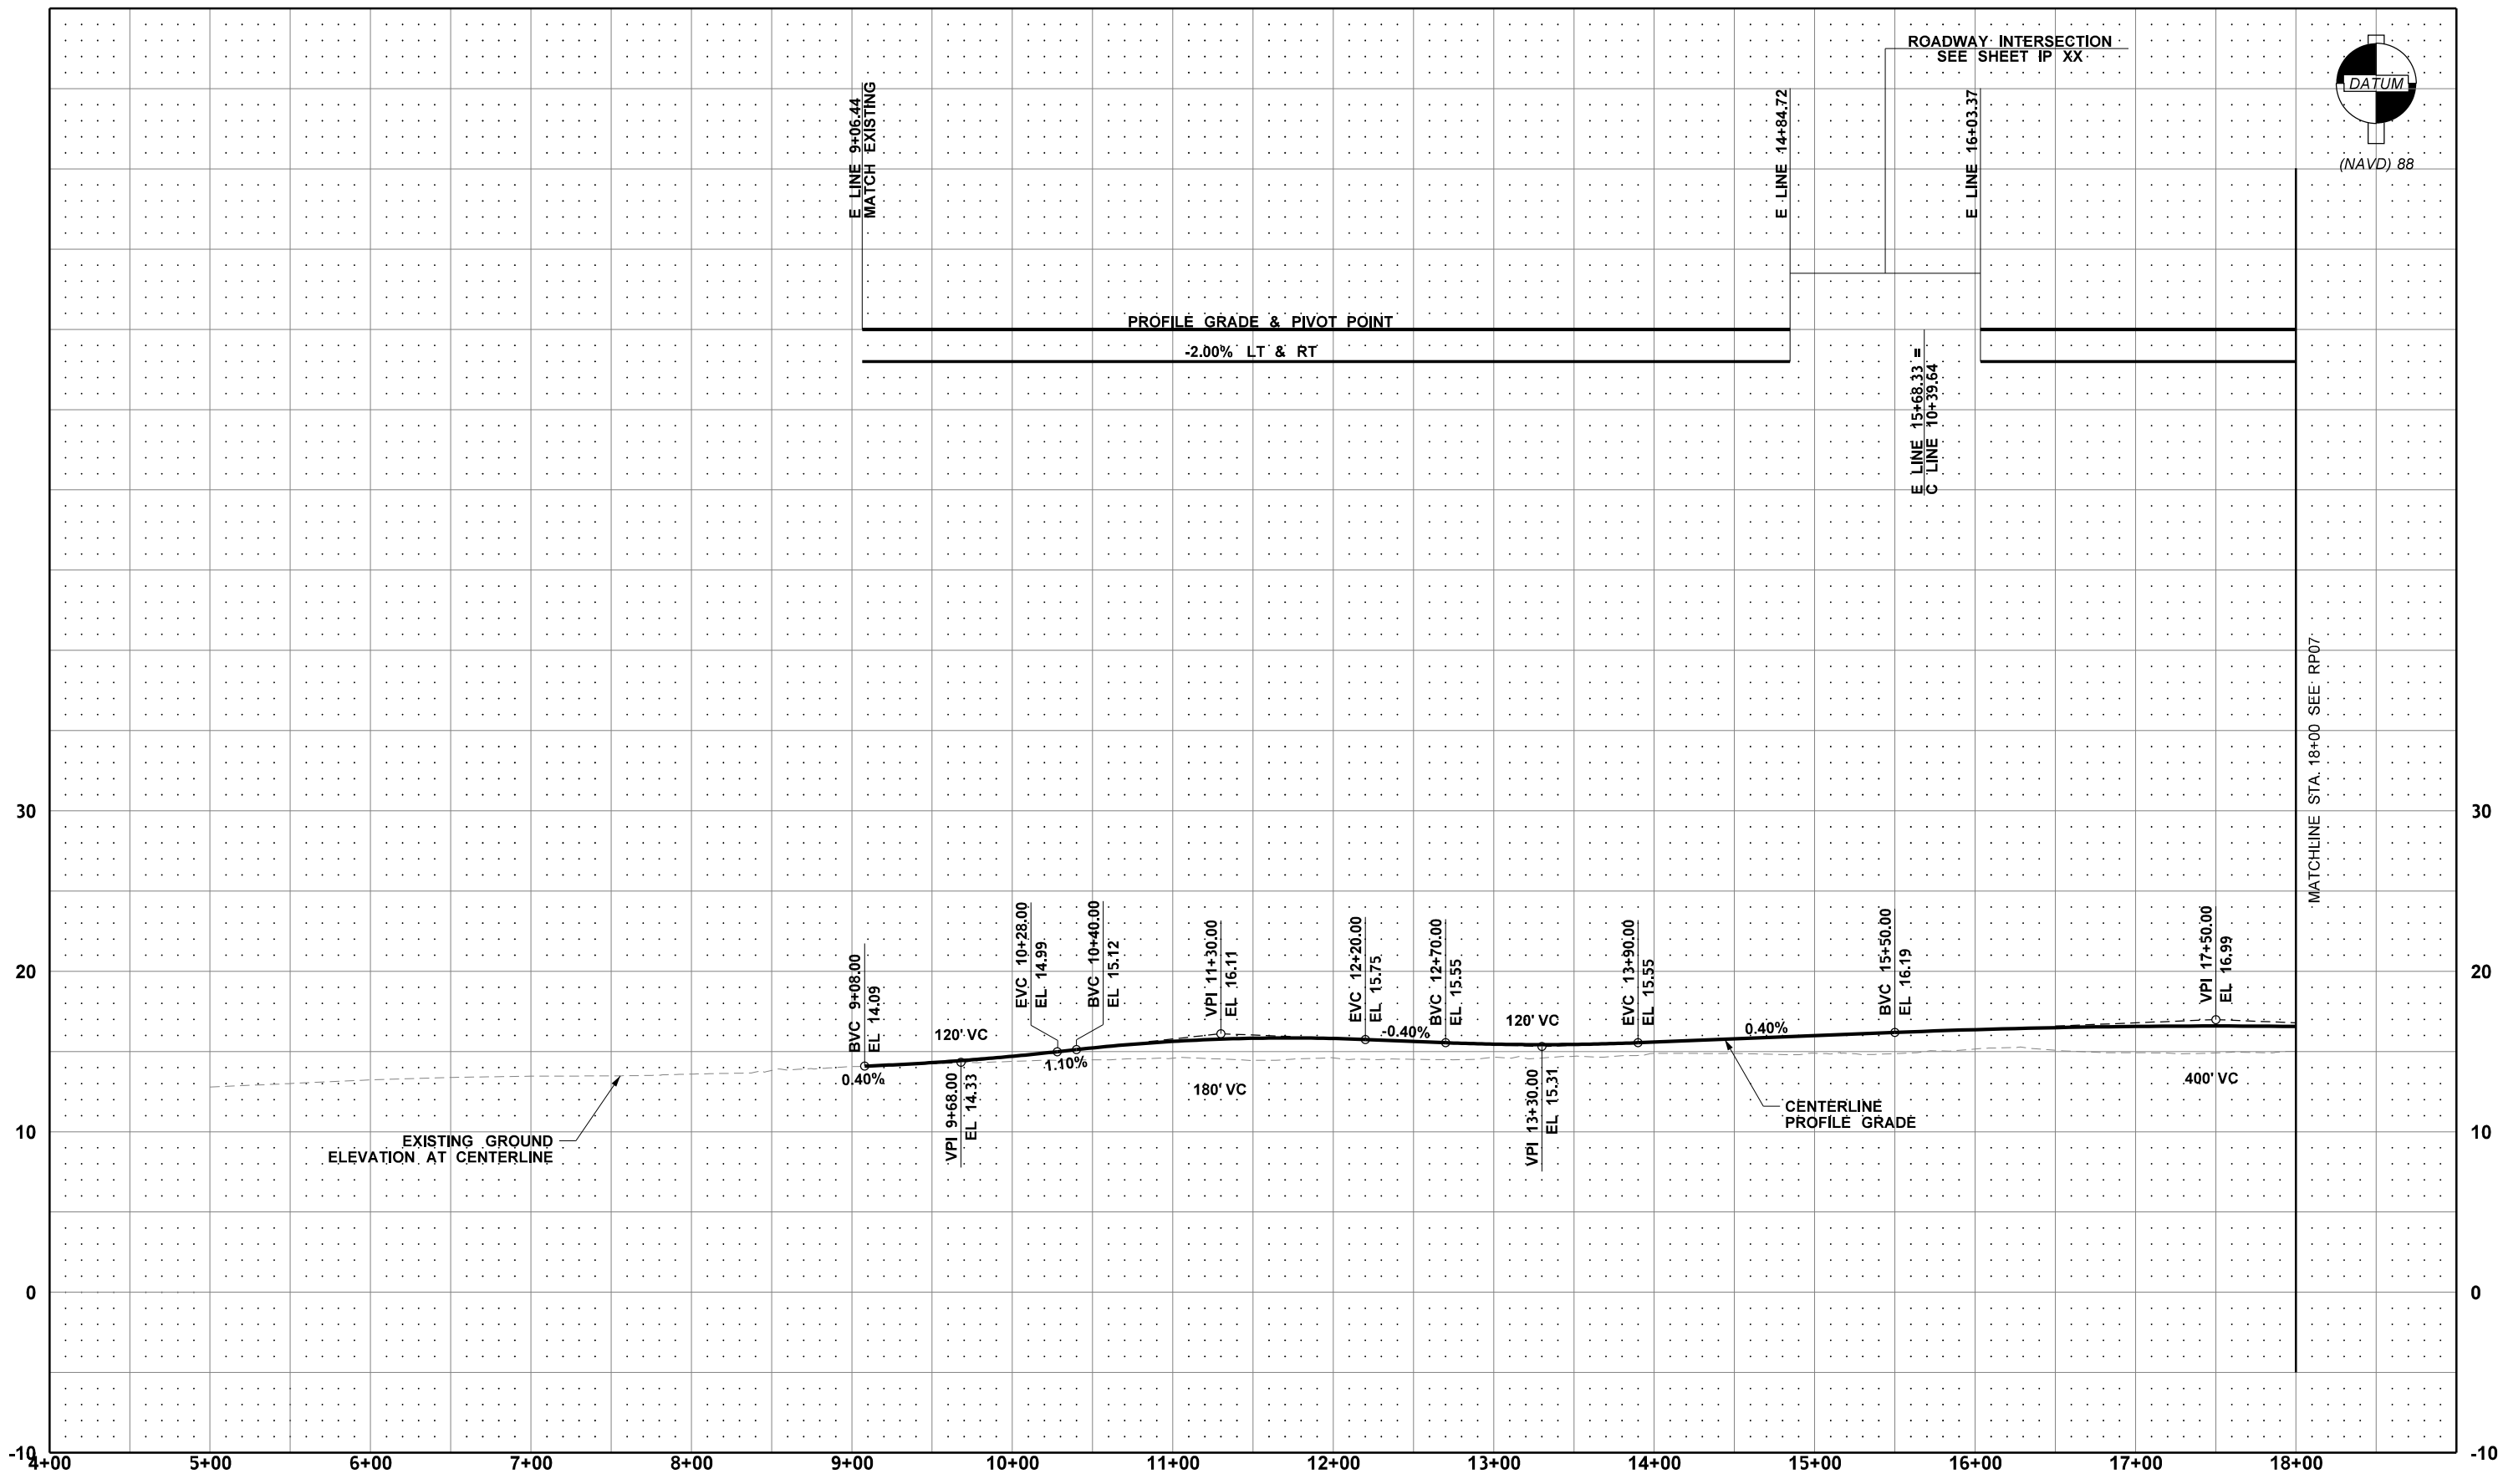 ROADWAY INTERSECTION
SEE SHEET IP XX
DATUM
(NAVD) 88
E LINE 9+06.44
MATCH EXISTING
E LINE 14+84.72
E LINE 16+03.37
PROFILE GRADE & PIVOT POINT
-2.00% LT & RT
E LINE 15+68.33 =
C LINE 10+39.64
MATCHLINE STA. 18+00 SEE RP07
30
30
20
20
10
10
0
0
-10
-10
BVC 9+08.00
EL 14.09
0.40%
120' VC
VPI 9+68.00
EL 14.33
EVC 10+28.00
EL 14.99
BVC 10+40.00
EL 15.12
1.10%
VPI 11+30.00
EL 16.11
180' VC
EVC 12+20.00
EL 15.75
-0.40%
BVC 12+70.00
EL 15.55
120' VC
VPI 13+30.00
EL 15.31
EVC 13+90.00
EL 15.55
0.40%
BVC 15+50.00
EL 16.19
VPI 17+50.00
EL 16.99
400' VC
CENTERLINE
PROFILE GRADE
EXISTING GROUND
ELEVATION AT CENTERLINE
4+00
5+00
6+00
7+00
8+00
9+00
10+00
11+00
12+00
13+00
14+00
15+00
16+00
17+00
18+00